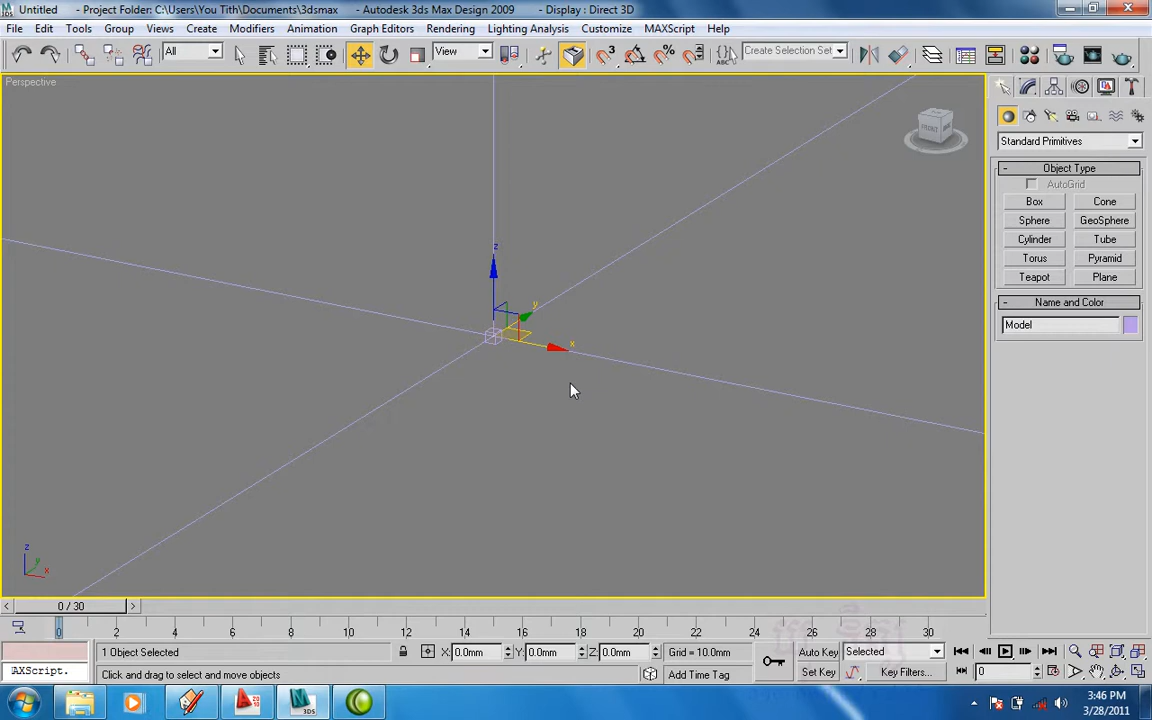 Untitled - Project Folder: C:\Users\You Tith\Documents\3dsmax - Autodesk 3ds Max Design 2009 - Display : Direct 3D
File Edit Tools Group Views Create Modifiers Animation Graph Editors Rendering Lighting Analysis Customize MAXScript Help
All View Create Selection Set
Perspective
FRONT
Standard Primitives
- Object Type
AutoGrid
Box Cone
Sphere GeoSphere
Cylinder Tube
Torus Pyramid
Teapot Plane
- Name and Color
Model
z
y
x
z
y
x
< 0 / 30 >
0 2 4 6 8 10 12 14 16 18 20 22 24 26 28 30
1 Object Selected X: 0.0mm Y: 0.0mm Z: 0.0mm Grid = 10.0mm Auto Key Selected
AXScript. Click and drag to select and move objects Add Time Tag Set Key Key Filters... 0
3:46 PM
3/28/2011